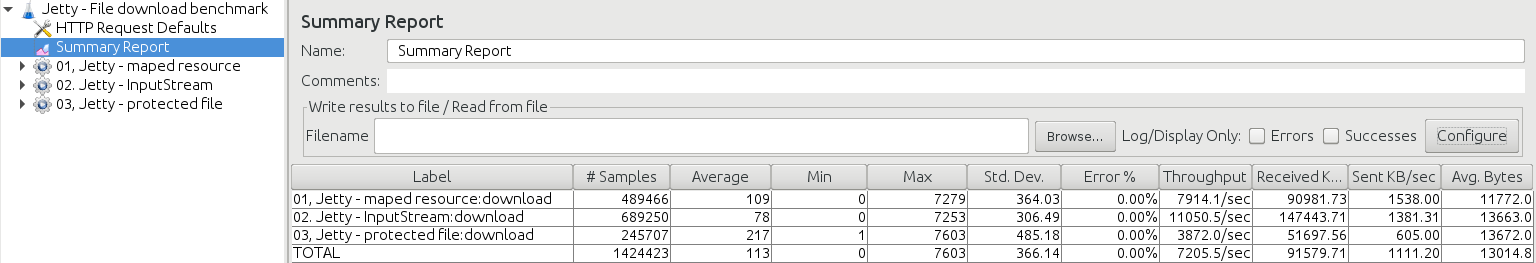 Jetty - File download benchmark
HTTP Request Defaults
Summary Report
01, Jetty - maped resource
02. Jetty - InputStream
03, Jetty - protected file
Summary Report
Name: Summary Report
Comments:
Write results to file / Read from file
Filename Browse... Log/Display Only: Errors Successes Configure
Label # Samples Average Min Max Std. Dev. Error % Throughput Received K... Sent KB/sec Avg. Bytes
01, Jetty - maped resource:download 489466 109 0 7279 364.03 0.00% 7914.1/sec 90981.73 1538.00 11772.0
02. Jetty - InputStream:download 689250 78 0 7253 306.49 0.00% 11050.5/sec 147443.71 1381.31 13663.0
03, Jetty - protected file:download 245707 217 1 7603 485.18 0.00% 3872.0/sec 51697.56 605.00 13672.0
TOTAL 1424423 113 0 7603 366.14 0.00% 7205.5/sec 91579.71 1111.20 13014.8